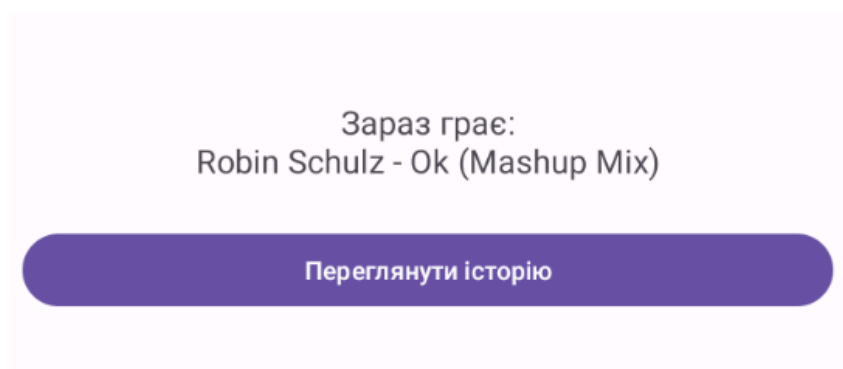 Зараз грає:
Robin Schulz - Ok (Mashup Mix)
Переглянути історію